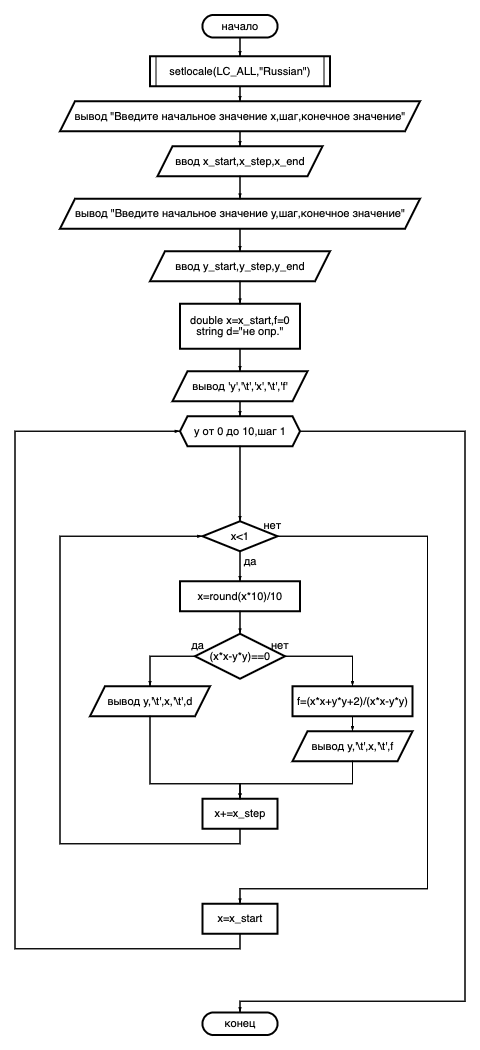 начало
setlocale(LC_ALL,"Russian")
вывод "Введите начальное значение x,шаг,конечное значение"
ввод x_start,x_step,x_end
вывод "Введите начальное значение y,шаг,конечное значение"
ввод y_start,y_step,y_end
double x=x_start,f=0
string d="не опр."
вывод 'y','\t','x','\t','f'
y от 0 до 10,шаг 1
x<1
нет
да
x=round(x*10)/10
(x*x-y*y)==0
да
нет
вывод y,'\t',x,'\t',d
f=(x*x+y*y+2)/(x*x-y*y)
вывод y,'\t',x,'\t',f
x+=x_step
x=x_start
конец